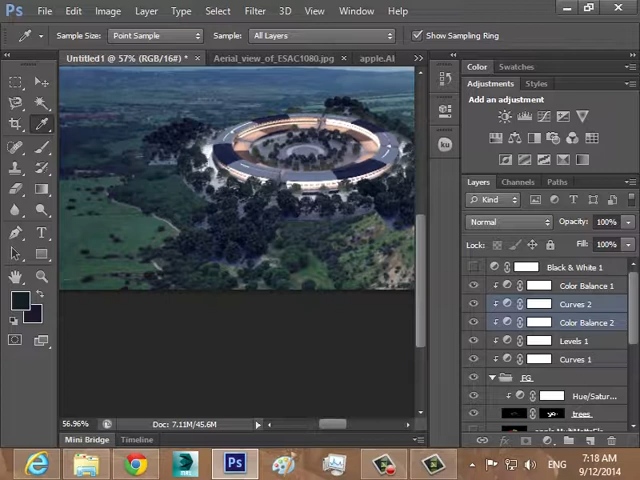 Ps File Edit Image Layer Type Select Filter 3D View Window Help
Sample Size: Point Sample Sample: All Layers Show Sampling Ring
Untitled1 @ 57% (RGB/16#) * × Aerial_view_of_ESAC1080.jpg × apple.AI
Color Swatches
Adjustments Styles
Add an adjustment
ku
Layers Channels Paths
Kind
Normal Opacity: 100%
Lock: Fill: 100%
Black & White 1
Color Balance 1
Curves 2
Color Balance 2
Levels 1
Curves 1
FG
Hue/Satur...
trees
56.96% Doc: 7.11M/45.6M
Mini Bridge Timeline
Ps ENG 7:18 AM
9/12/2014